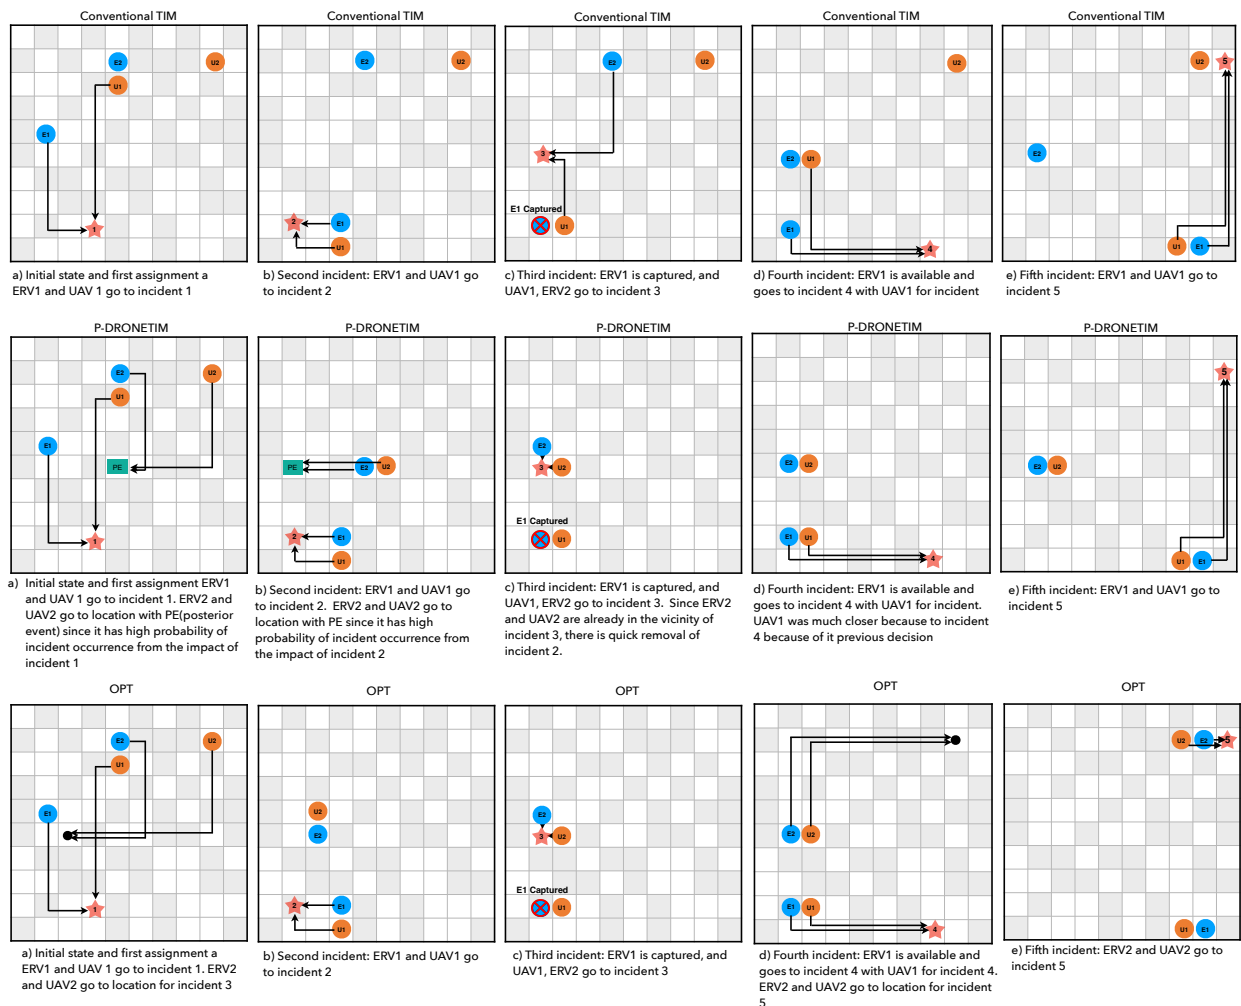 Conventional TIM
E2
U2
U1
E1
1
a) Initial state and first assignment a
ERV1 and UAV 1 go to incident 1
Conventional TIM
E2
U2
2
E1
U1
b) Second incident: ERV1 and UAV1 go
to incident 2
Conventional TIM
E2
U2
3
E1 Captured
U1
c) Third incident: ERV1 is captured, and
UAV1, ERV2 go to incident 3
Conventional TIM
U2
E2
U1
E1
4
d) Fourth incident: ERV1 is available and
goes to incident 4 with UAV1 for incident
Conventional TIM
U2
5
E2
U1
E1
e) Fifth incident: ERV1 and UAV1 go to
incident 5
P-DRONETIM
E2
U2
U1
E1
PE
1
a) Initial state and first assignment ERV1
and UAV 1 go to incident 1. ERV2 and
UAV2 go to location with PE(posterior
event) since it has high probability of
incident occurrence from the impact of
incident 1
P-DRONETIM
PE
E2
U2
2
E1
U1
b) Second incident: ERV1 and UAV1 go
to incident 2. ERV2 and UAV2 go to
location with PE since it has high
probability of incident occurrence from
the impact of incident 2
P-DRONETIM
E2
3
U2
E1 Captured
U1
c) Third incident: ERV1 is captured, and
UAV1, ERV2 go to incident 3. Since ERV2
and UAV2 are already in the vicinity of
incident 3, there is quick removal of
incident 2.
P-DRONETIM
E2
U2
E1
U1
4
d) Fourth incident: ERV1 is available and
goes to incident 4 with UAV1 for incident.
UAV1 was much closer because to incident
4 because of it previous decision
P-DRONETIM
5
E2
U2
U1
E1
e) Fifth incident: ERV1 and UAV1 go to
incident 5
OPT
E2
U2
U1
E1
1
a) Initial state and first assignment a
ERV1 and UAV 1 go to incident 1. ERV2
and UAV2 go to location for incident 3
OPT
U2
E2
2
E1
U1
b) Second incident: ERV1 and UAV1 go
to incident 2
OPT
E2
3
U2
E1 Captured
U1
c) Third incident: ERV1 is captured, and
UAV1, ERV2 go to incident 3
OPT
E2
U2
E1
U1
4
d) Fourth incident: ERV1 is available and
goes to incident 4 with UAV1 for incident 4.
ERV2 and UAV2 go to location for incident
5
OPT
U2
E2
5
U1
E1
e) Fifth incident: ERV2 and UAV2 go to
incident 5